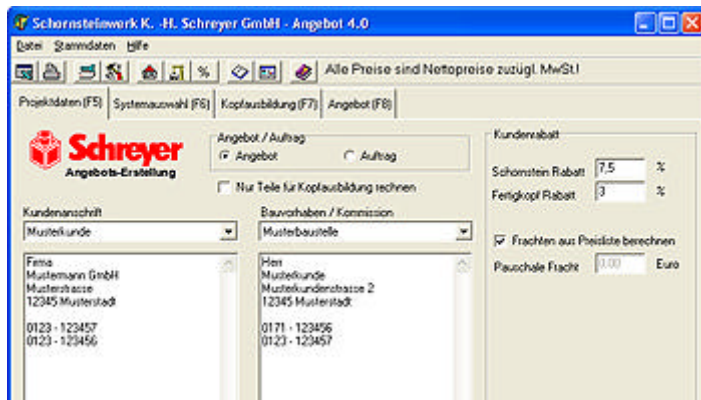 Schornsteinwerk K. -H. Schreyer GmbH - Angebot 4.0
Datei Stammdaten Hilfe
% Alle Preise sind Nettopreise zuzügl. MwSt!
Projektdaten (F5) Systemauswahl (F6) Kopfausbildung (F7) Angebot (F8)
Schreyer
Angebots-Erstellung
Angebot / Auftrag
Angebot Auftrag
Nur Teile für Kopfausbildung rechnen
Kundenrabatt
Schornstein Rabatt 7,5 %
Fertigkopf Rabatt 3 %
Frachten aus Preisliste berechnen
Pauschale Fracht 0,00 Euro
Kundenanschrift
Musterkunde
Firma
Mustermann GmbH
Musterstrasse
12345 Musterstadt
0123 - 123457
0123 - 123456
Bauvorhaben / Kommission
Musterbaustelle
Herr
Musterkunde
Musterkundenstrasse 2
12345 Musterstadt
0171 - 123456
0123 - 123457